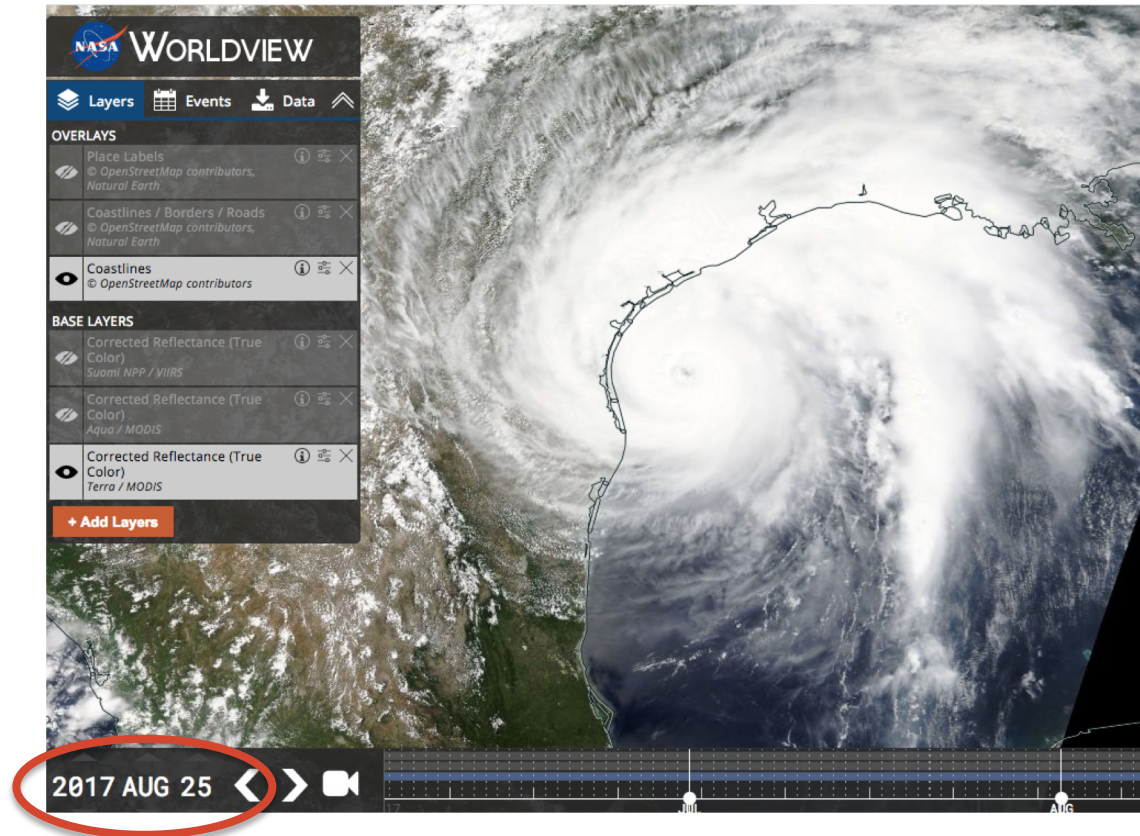 NASA WORLDVIEW
Layers Events Data
OVERLAYS
Place Labels
© OpenStreetMap contributors,
Natural Earth
Coastlines / Borders / Roads
© OpenStreetMap contributors,
Natural Earth
Coastlines
© OpenStreetMap contributors
BASE LAYERS
Corrected Reflectance (True
Color)
Suomi NPP / VIIRS
Corrected Reflectance (True
Color)
Aqua / MODIS
Corrected Reflectance (True
Color)
Terra / MODIS
+ Add Layers
2017 AUG 25
17 JUL AUG